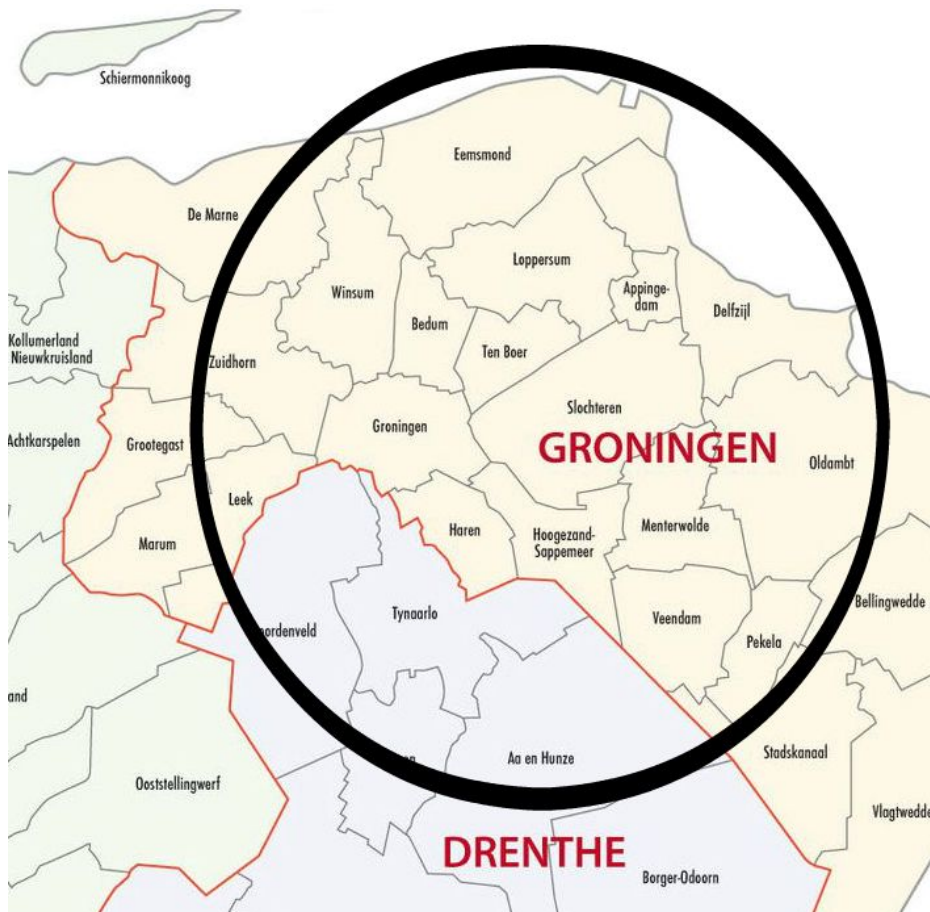 Schiermonnikoog
Eemsmond
De Marne
Loppersum
Winsum
Appinge-
dam
Delfzijl
Bedum
Kollumerland
Nieuwkruisland
Ten Boer
Zuidhorn
Slochteren
Groningen
Achtkarspelen
Grootegast
GRONINGEN
Oldambt
Leek
Marum
Haren
Hoogezand-
Sappemeer
Menterwolde
Bellingwedde
Tynaarlo
Veendam
oordenveld
Pekela
and
Stadskanaal
Aa en Hunze
Ooststellingwerf
Vlagtwedde
DRENTHE
Borger-Odoorn